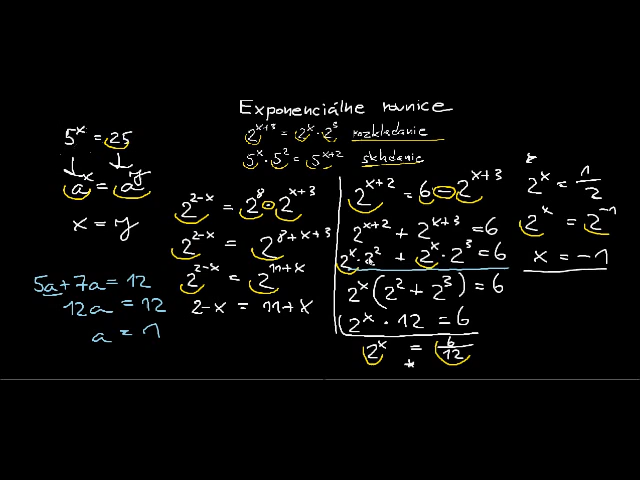 Exponenciálne rovnice
2^{x+3} = 2^x · 2^3 rozkladanie
5^x · 5^2 = 5^{x+2} skladanie
5^x = 25
a^x = a^y
x = y
5a + 7a = 12
12a = 12
a = 1
2^{2-x} = 2^8 · 2^{x+3}
2^{2-x} = 2^{8+x+3}
2^{2-x} = 2^{11+x}
2-x = 11+x
2^{x+2} = 6 - 2^{x+3}
2^{x+2} + 2^{x+3} = 6
2^x · 2^2 + 2^x · 2^3 = 6
2^x (2^2 + 2^3) = 6
2^x · 12 = 6
2^x = 6/12
*
*
2^x = 1/2
2^x = 2^{-1}
x = -1